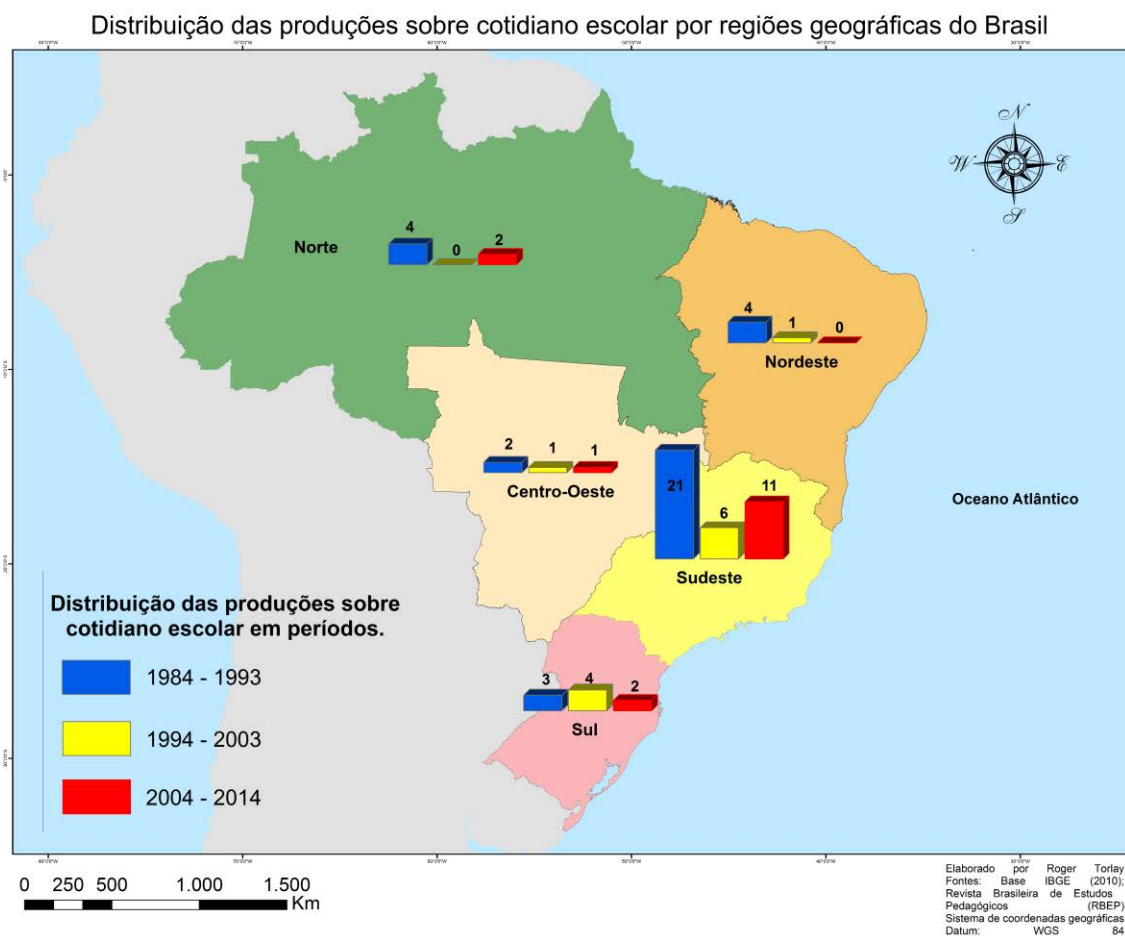 Distribuição das produções sobre cotidiano escolar por regiões geográficas do Brasil
N
W
E
S
Norte
4
0
2
4
1
0
Nordeste
2
1
1
Centro-Oeste
21
6
11
Sudeste
Oceano Atlântico
3
4
2
Sul
Distribuição das produções sobre
cotidiano escolar em períodos.
1984 - 1993
1994 - 2003
2004 - 2014
0 250 500 1.000 1.500
Km
Elaborado por Roger Torlay
Fontes: Base IBGE (2010);
Revista Brasileira de Estudos
Pedagógicos (RBEP)
Sistema de coordenadas geográficas
Datum: WGS 84